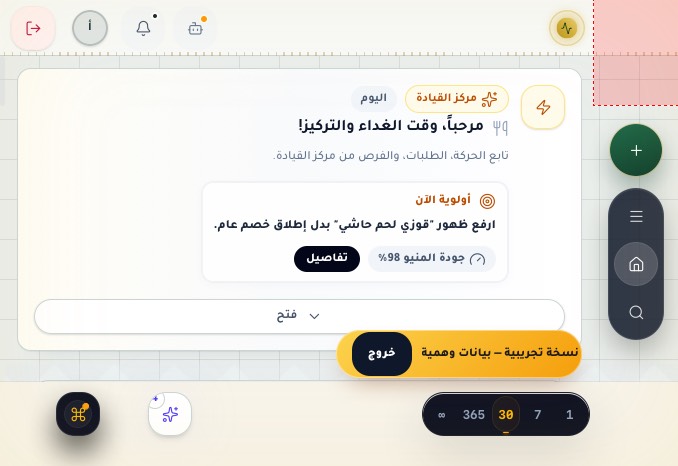 أ
مركز القيادة
اليوم
مرحباً، وقت الغداء والتركيز!
تابع الحركة، الطلبات، والفرص من مركز القيادة.
أولوية الآن
ارفع ظهور "قوزي لحم حاشي" بدل إطلاق خصم عام.
جودة المنيو 98%
تفاصيل
فتح
نسخة تجريبية — بيانات وهمية
خروج
1 7 30 365 ∞